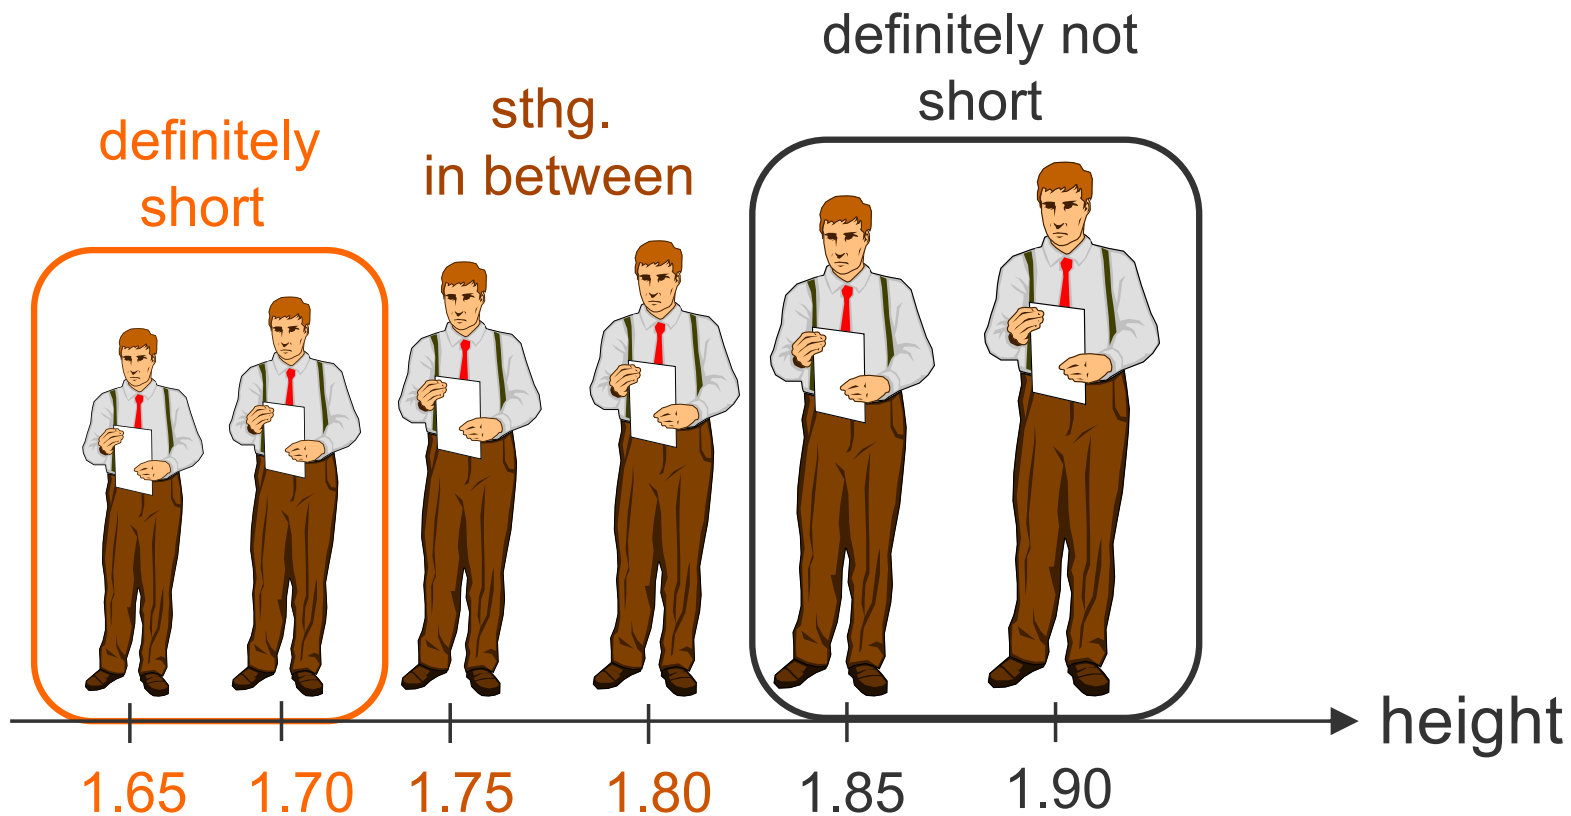 definitely
short
sthg.
in between
definitely not
short
height
1.65 1.70 1.75 1.80 1.85 1.90